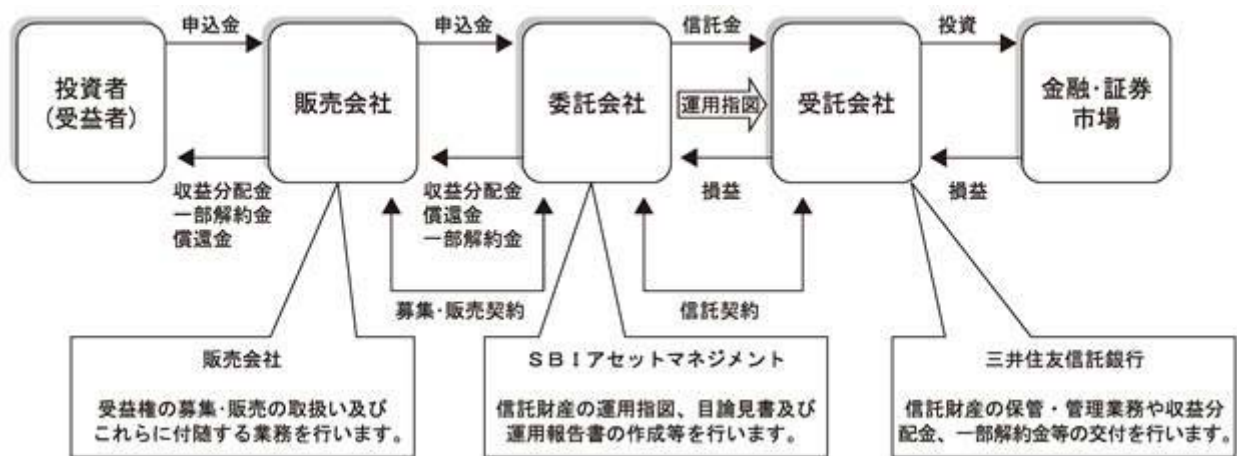 申込金
申込金
信託金
投資
投資者
(受益者)
販売会社
委託会社
運用指図
受託会社
金融・証券
市場
収益分配金
一部解約金
償還金
収益分配金
償還金
一部解約金
損益
損益
募集・販売契約
信託契約
販売会社
受益権の募集・販売の取扱い及び
これらに付随する業務を行います。
SBIアセットマネジメント
信託財産の運用指図、目論見書及び
運用報告書の作成等を行います。
三井住友信託銀行
信託財産の保管・管理業務や収益分
配金、一部解約金等の交付を行います。